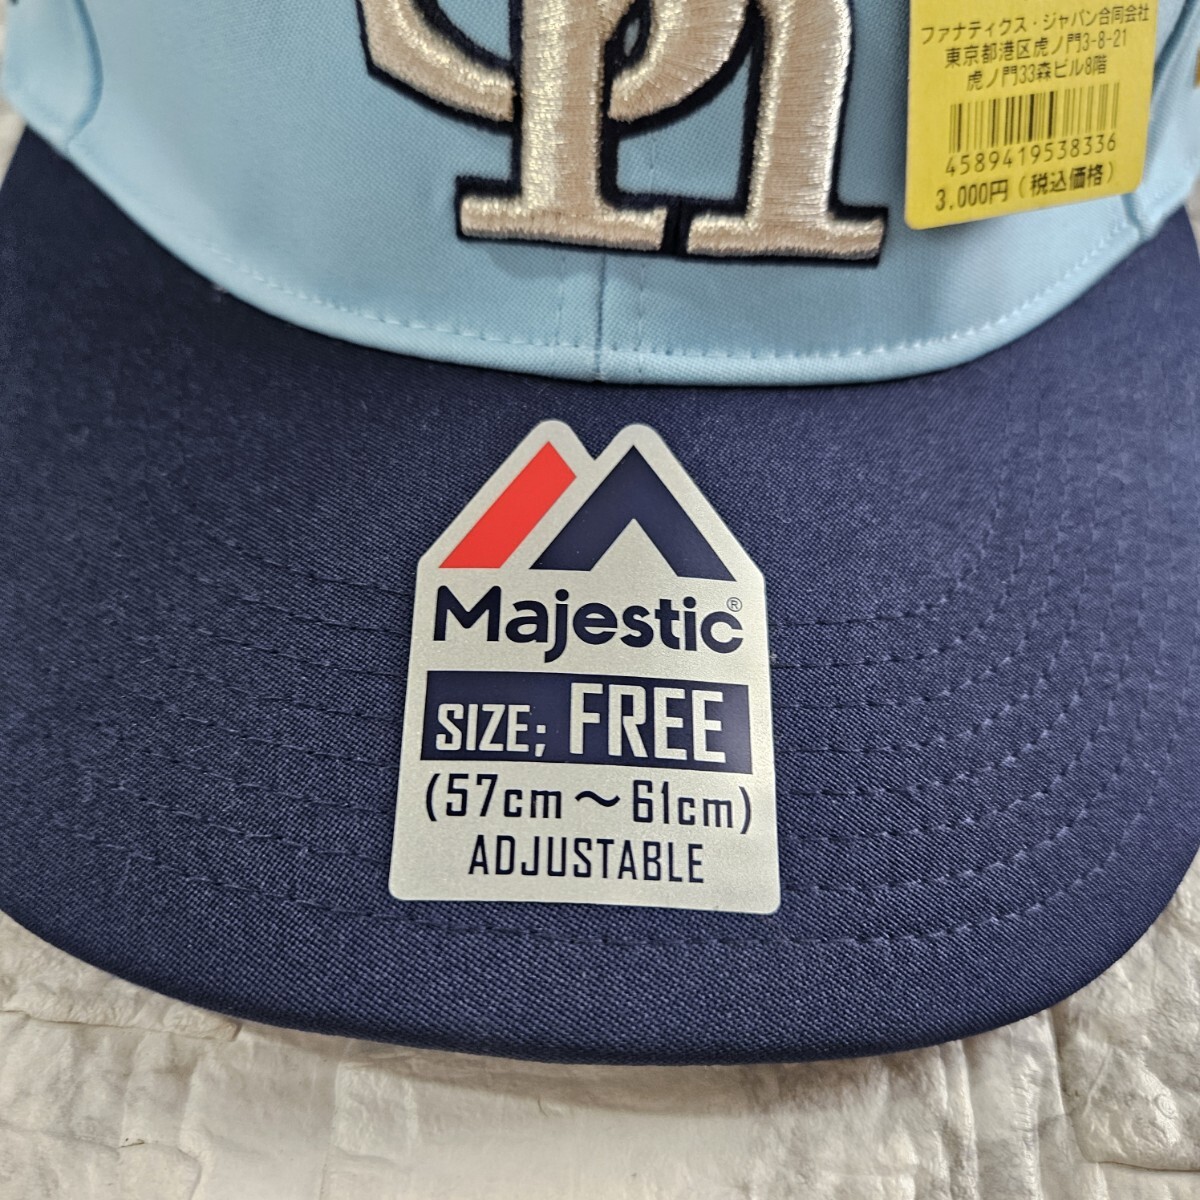 ファナティクス・ジャパン合同会社
東京都港区虎ノ門3-8-21
虎ノ門33森ビル8階
4589419538336
3,000円(税込価格)
Majestic®
SIZE; FREE
(57cm～61cm)
ADJUSTABLE